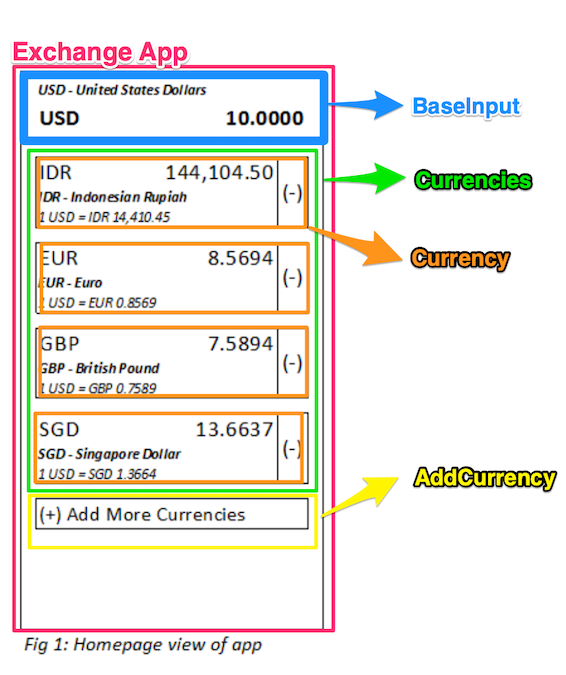 Exchange App
USD - United States Dollars
USD 10.0000
BaseInput
IDR 144,104.50
IDR - Indonesian Rupiah
1 USD = IDR 14,410.45
(-)
Currencies
Currency
EUR 8.5694
EUR - Euro
1 USD = EUR 0.8569
(-)
GBP 7.5894
GBP - British Pound
1 USD = GBP 0.7589
(-)
SGD 13.6637
SGD - Singapore Dollar
1 USD = SGD 1.3664
(-)
AddCurrency
(+) Add More Currencies
Fig 1: Homepage view of app